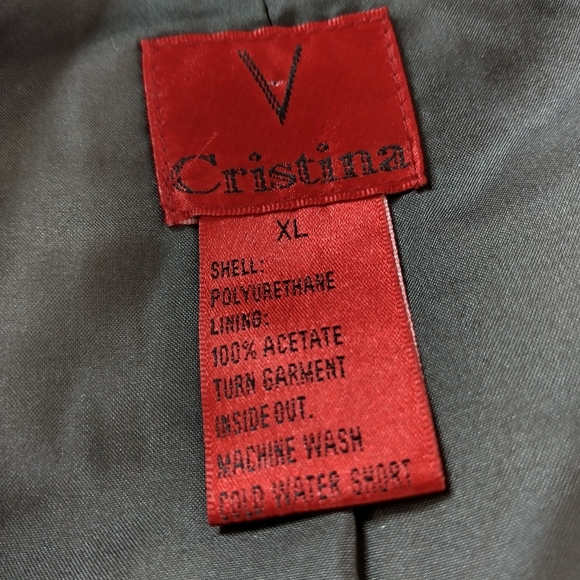 V
Cristina
XL
SHELL:
POLYURETHANE
LINING:
100% ACETATE
TURN GARMENT
INSIDE OUT.
MACHINE WASH
COLD WATER SHORT